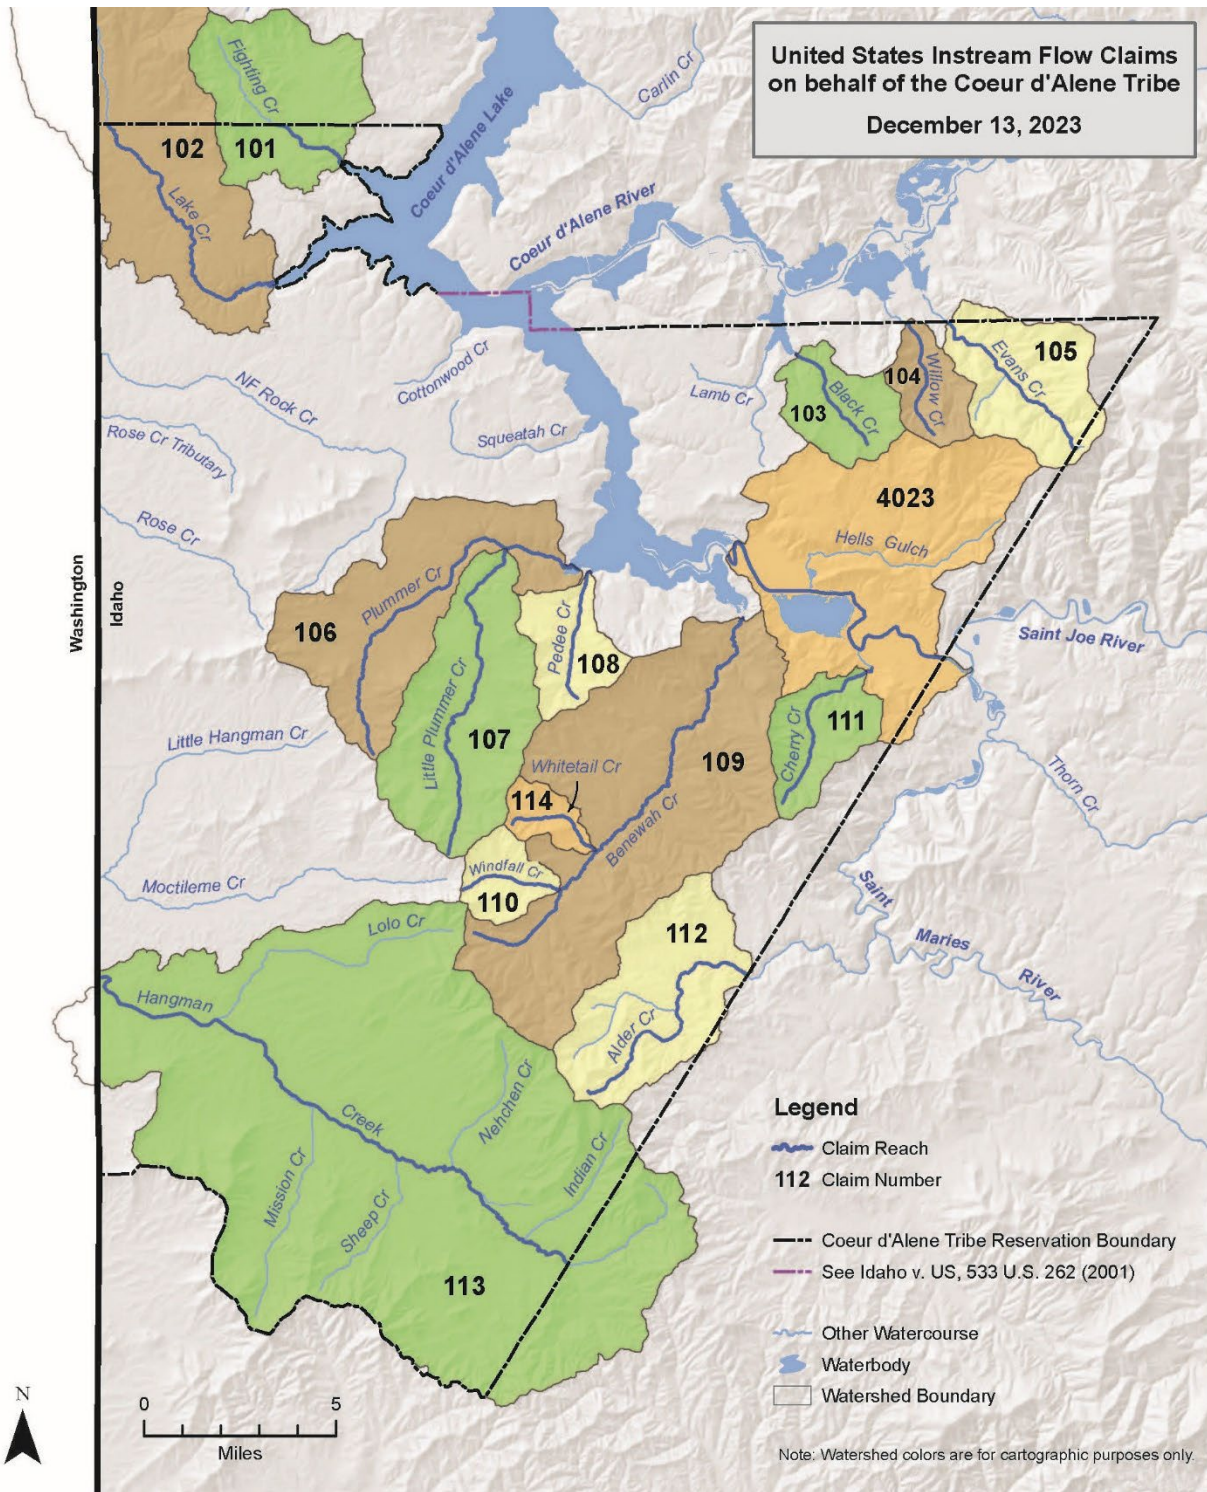 United States Instream Flow Claims
on behalf of the Coeur d'Alene Tribe
December 13, 2023
Fighting Cr
Carlin Cr
Coeur d'Alene Lake
102
101
Lake Cr
Coeur d'Alene River
105
Evans Cr
104
Willow Cr
103
Black Cr
Lamb Cr
Cottonwood Cr
NF Rock Cr
Squeatah Cr
Rose Cr Tributary
Rose Cr
4023
Hells Gulch
Washington
Idaho
Plummer Cr
106
Pedee Cr
108
Saint Joe River
Little Plummer Cr
107
Little Hangman Cr
Whitetail Cr
114
109
Benewah Cr
Cherry Cr
111
Thorn Cr
Windfall Cr
110
Moctileme Cr
Lolo Cr
112
Saint
Maries
River
Hangman
Alder Cr
Creek
Nehchen Cr
Indian Cr
Mission Cr
Sheep Cr
113
Legend
Claim Reach
112 Claim Number
Coeur d'Alene Tribe Reservation Boundary
See Idaho v. US, 533 U.S. 262 (2001)
Other Watercourse
Waterbody
Watershed Boundary
N
0 5
Miles
Note: Watershed colors are for cartographic purposes only.